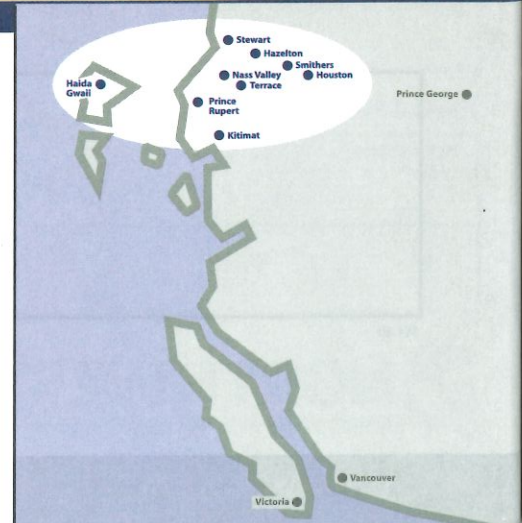 Stewart
Hazelton
Smithers
Haida
Gwaii
Nass Valley
Houston
Terrace
Prince George
Prince
Rupert
Kitimat
Vancouver
Victoria